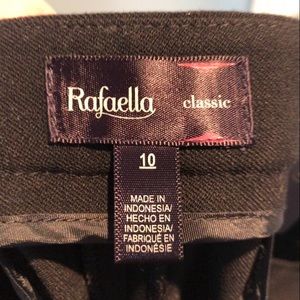 Rafaella classic
10
MADE IN
INDONESIA/
HECHO EN
INDONESIA/
FABRIQUÉ EN
INDONÉSIE